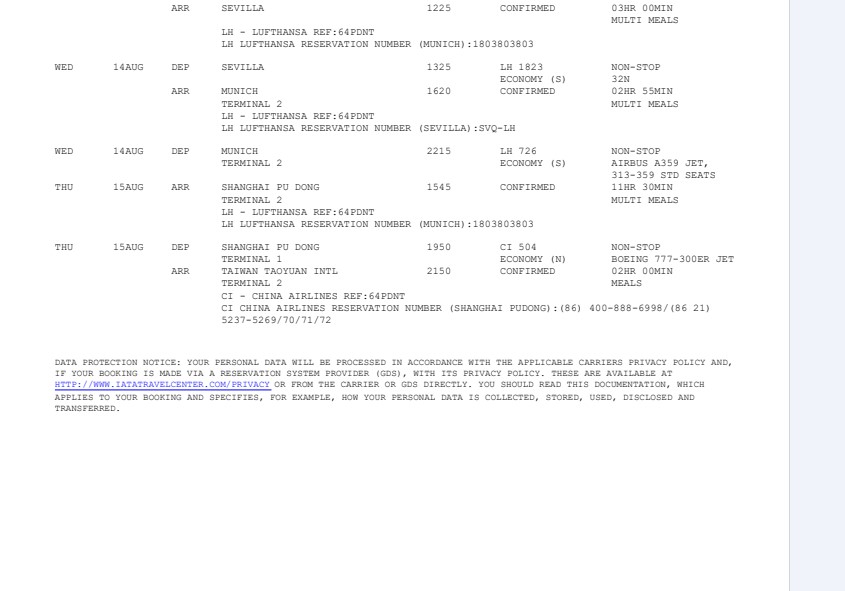 ARR SEVILLA 1225 CONFIRMED 03HR 00MIN
MULTI MEALS
LH - LUFTHANSA REF:64PDNT
LH LUFTHANSA RESERVATION NUMBER (MUNICH):1803803803
WED 14AUG DEP SEVILLA 1325 LH 1823 NON-STOP
ECONOMY (S) 32N
ARR MUNICH 1620 CONFIRMED 02HR 55MIN
TERMINAL 2 MULTI MEALS
LH - LUFTHANSA REF:64PDNT
LH LUFTHANSA RESERVATION NUMBER (SEVILLA):SVQ-LH
WED 14AUG DEP MUNICH 2215 LH 726 NON-STOP
TERMINAL 2 ECONOMY (S) AIRBUS A359 JET,
313-359 STD SEATS
THU 15AUG ARR SHANGHAI PU DONG 1545 CONFIRMED 11HR 30MIN
TERMINAL 2 MULTI MEALS
LH - LUFTHANSA REF:64PDNT
LH LUFTHANSA RESERVATION NUMBER (MUNICH):1803803803
THU 15AUG DEP SHANGHAI PU DONG 1950 CI 504 NON-STOP
TERMINAL 1 ECONOMY (N) BOEING 777-300ER JET
ARR TAIWAN TAOYUAN INTL 2150 CONFIRMED 02HR 00MIN
TERMINAL 2 MEALS
CI - CHINA AIRLINES REF:64PDNT
CI CHINA AIRLINES RESERVATION NUMBER (SHANGHAI PUDONG):(86) 400-888-6998/(86 21)
5237-5269/70/71/72
DATA PROTECTION NOTICE: YOUR PERSONAL DATA WILL BE PROCESSED IN ACCORDANCE WITH THE APPLICABLE CARRIERS PRIVACY POLICY AND,
IF YOUR BOOKING IS MADE VIA A RESERVATION SYSTEM PROVIDER (GDS), WITH ITS PRIVACY POLICY. THESE ARE AVAILABLE AT
HTTP://WWW.IATATRAVELCENTER.COM/PRIVACY OR FROM THE CARRIER OR GDS DIRECTLY. YOU SHOULD READ THIS DOCUMENTATION, WHICH
APPLIES TO YOUR BOOKING AND SPECIFIES, FOR EXAMPLE, HOW YOUR PERSONAL DATA IS COLLECTED, STORED, USED, DISCLOSED AND
TRANSFERRED.